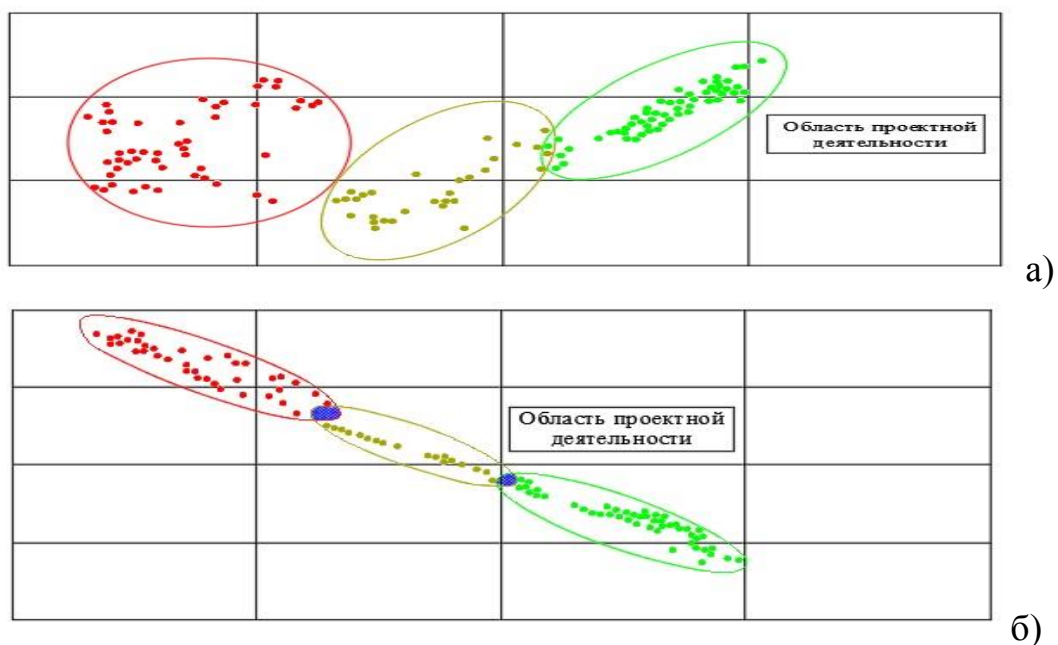 Область проектной
деятельности
а)
Область проектной
деятельности
б)